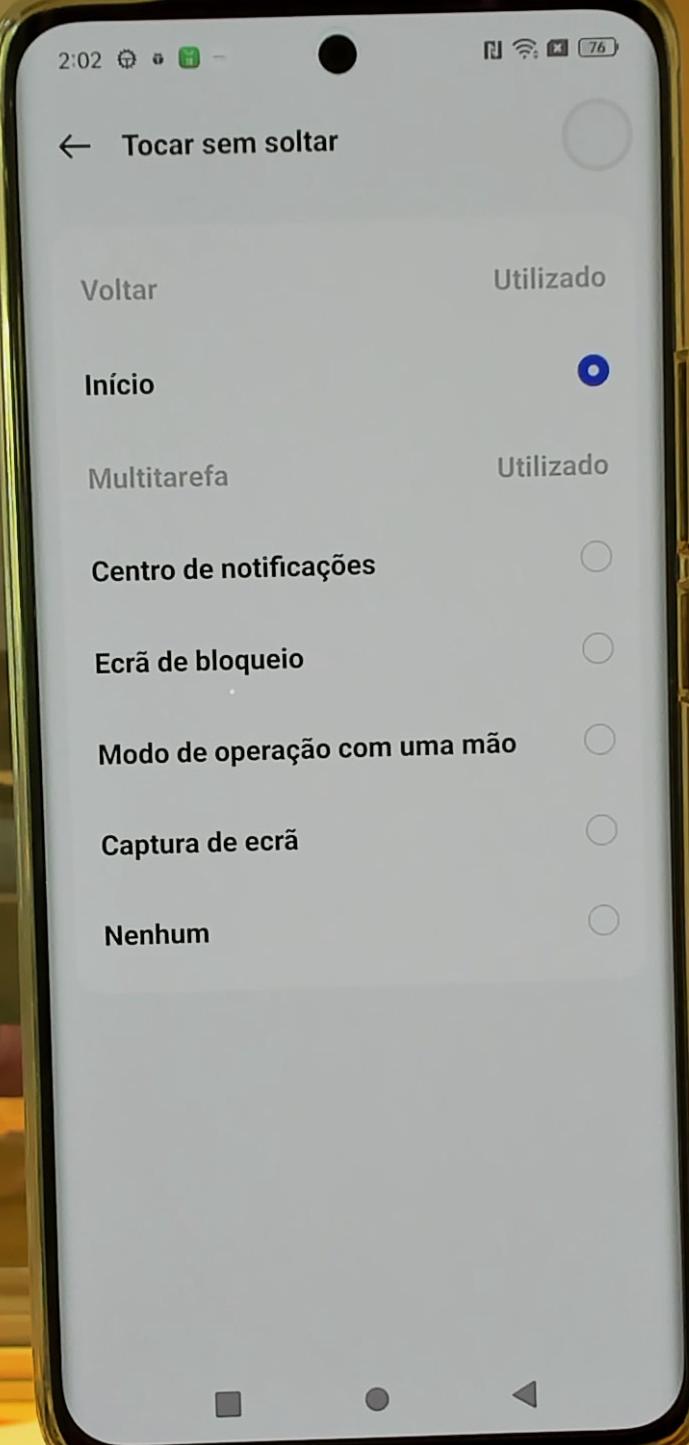 2:02 76
Tocar sem soltar
Voltar Utilizado
Início
Multitarefa Utilizado
Centro de notificações
Ecrã de bloqueio
Modo de operação com uma mão
Captura de ecrã
Nenhum